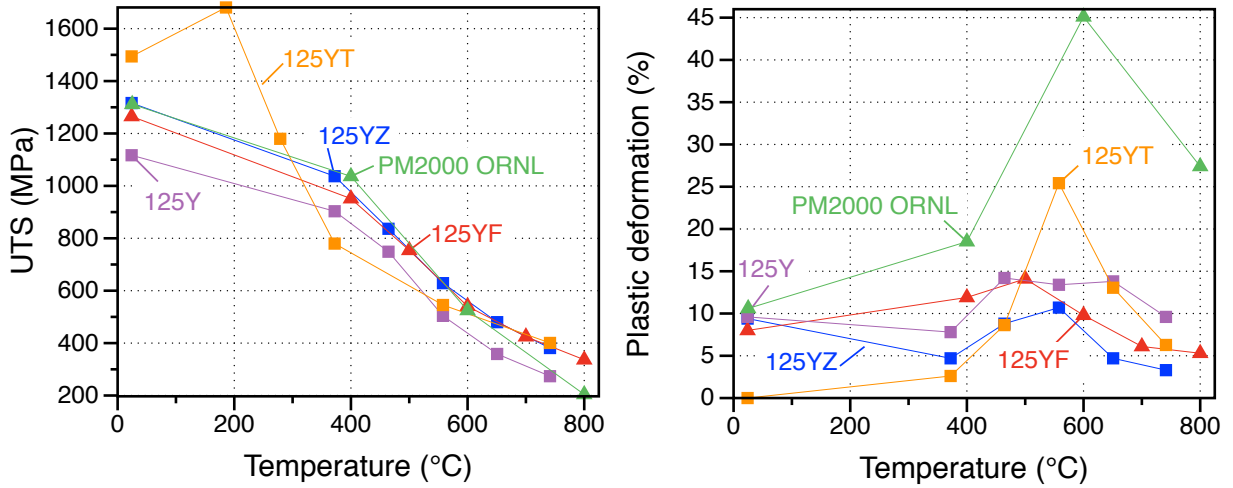 UTS (MPa)
1600
1400
1200
1000
800
600
400
200
0
200
400
600
800
Temperature (°C)
125YT
125YZ
PM2000 ORNL
125Y
125YF
Plastic deformation (%)
45
40
35
30
25
20
15
10
5
0
0
200
400
600
800
Temperature (°C)
125YT
PM2000 ORNL
125Y
125YZ
125YF